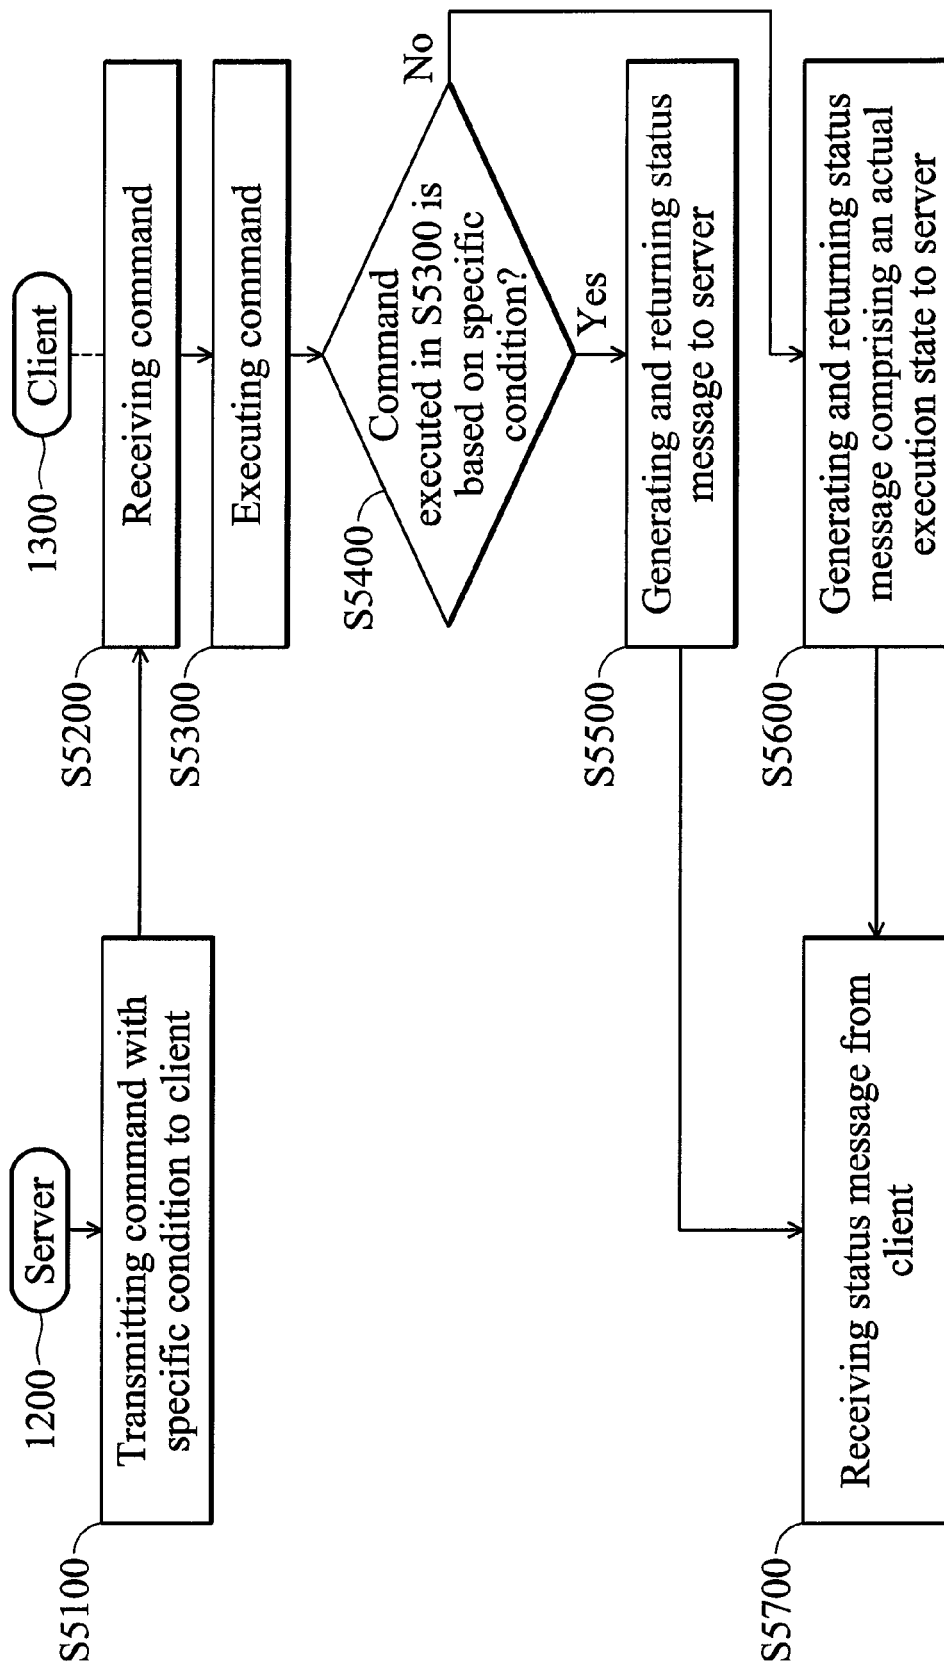 1200
Server
1300
Client
S5100
Transmitting command with
specific condition to client
S5200
Receiving command
S5300
Executing command
S5400
Command
executed in S5300 is
based on specific
condition?
No
Yes
S5500
Generating and returning status
message to server
S5600
Generating and returning status
message comprising an actual
execution state to server
S5700
Receiving status message from
client